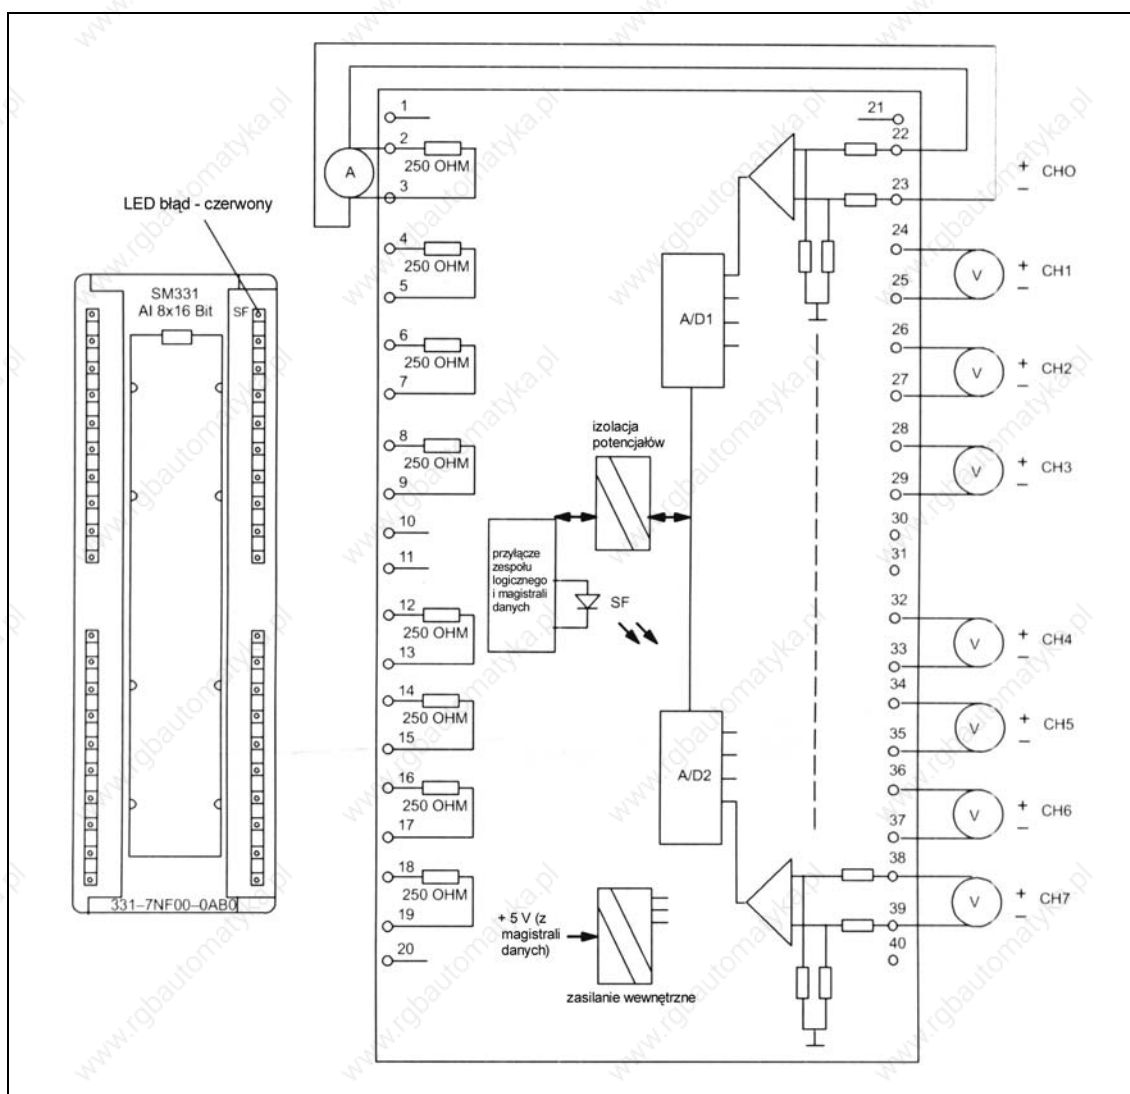 LED błąd - czerwony
SM331
AI 8x16 Bit
SF
331–7NF00–0AB0
A
1
2
250 OHM
3
4
250 OHM
5
6
250 OHM
7
8
250 OHM
9
10
11
12
250 OHM
13
14
250 OHM
15
16
250 OHM
17
18
250 OHM
19
20
A/D1
izolacja
potencjałów
przyłącze
zespołu
logicznego
i magistrali
danych
SF
A/D2
+ 5 V (z
magistrali
danych)
zasilanie wewnętrzne
21
22
23
+
–
CHO
24
25
V
+
–
CH1
26
27
V
+
–
CH2
28
29
V
+
–
CH3
30
31
32
33
V
+
–
CH4
34
35
V
+
–
CH5
36
37
V
+
–
CH6
38
39
V
+
–
CH7
40
www.rgbautomatyka.pl